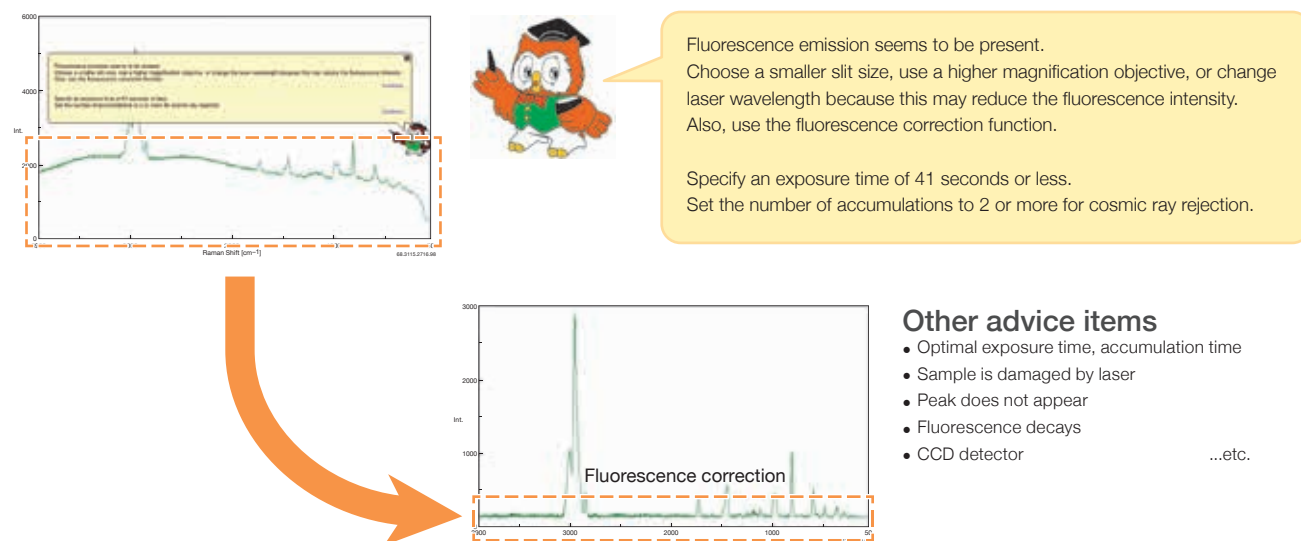 6000
4000
Int.
0
Raman Shift [cm−1]
68.3115.2716.98
Fluorescence emission seems to be present.
Choose a smaller slit size, use a higher magnification objective, or change
laser wavelength because this may reduce the fluorescence intensity.
Also, use the fluorescence correction function.
Specify an exposure time of 41 seconds or less.
Set the number of accumulations to 2 or more for cosmic ray rejection.
3000
2000
Int.
1000
Fluorescence correction
3000
2000
1000
Other advice items
• Optimal exposure time, accumulation time
• Sample is damaged by laser
• Peak does not appear
• Fluorescence decays
• CCD detector ...etc.